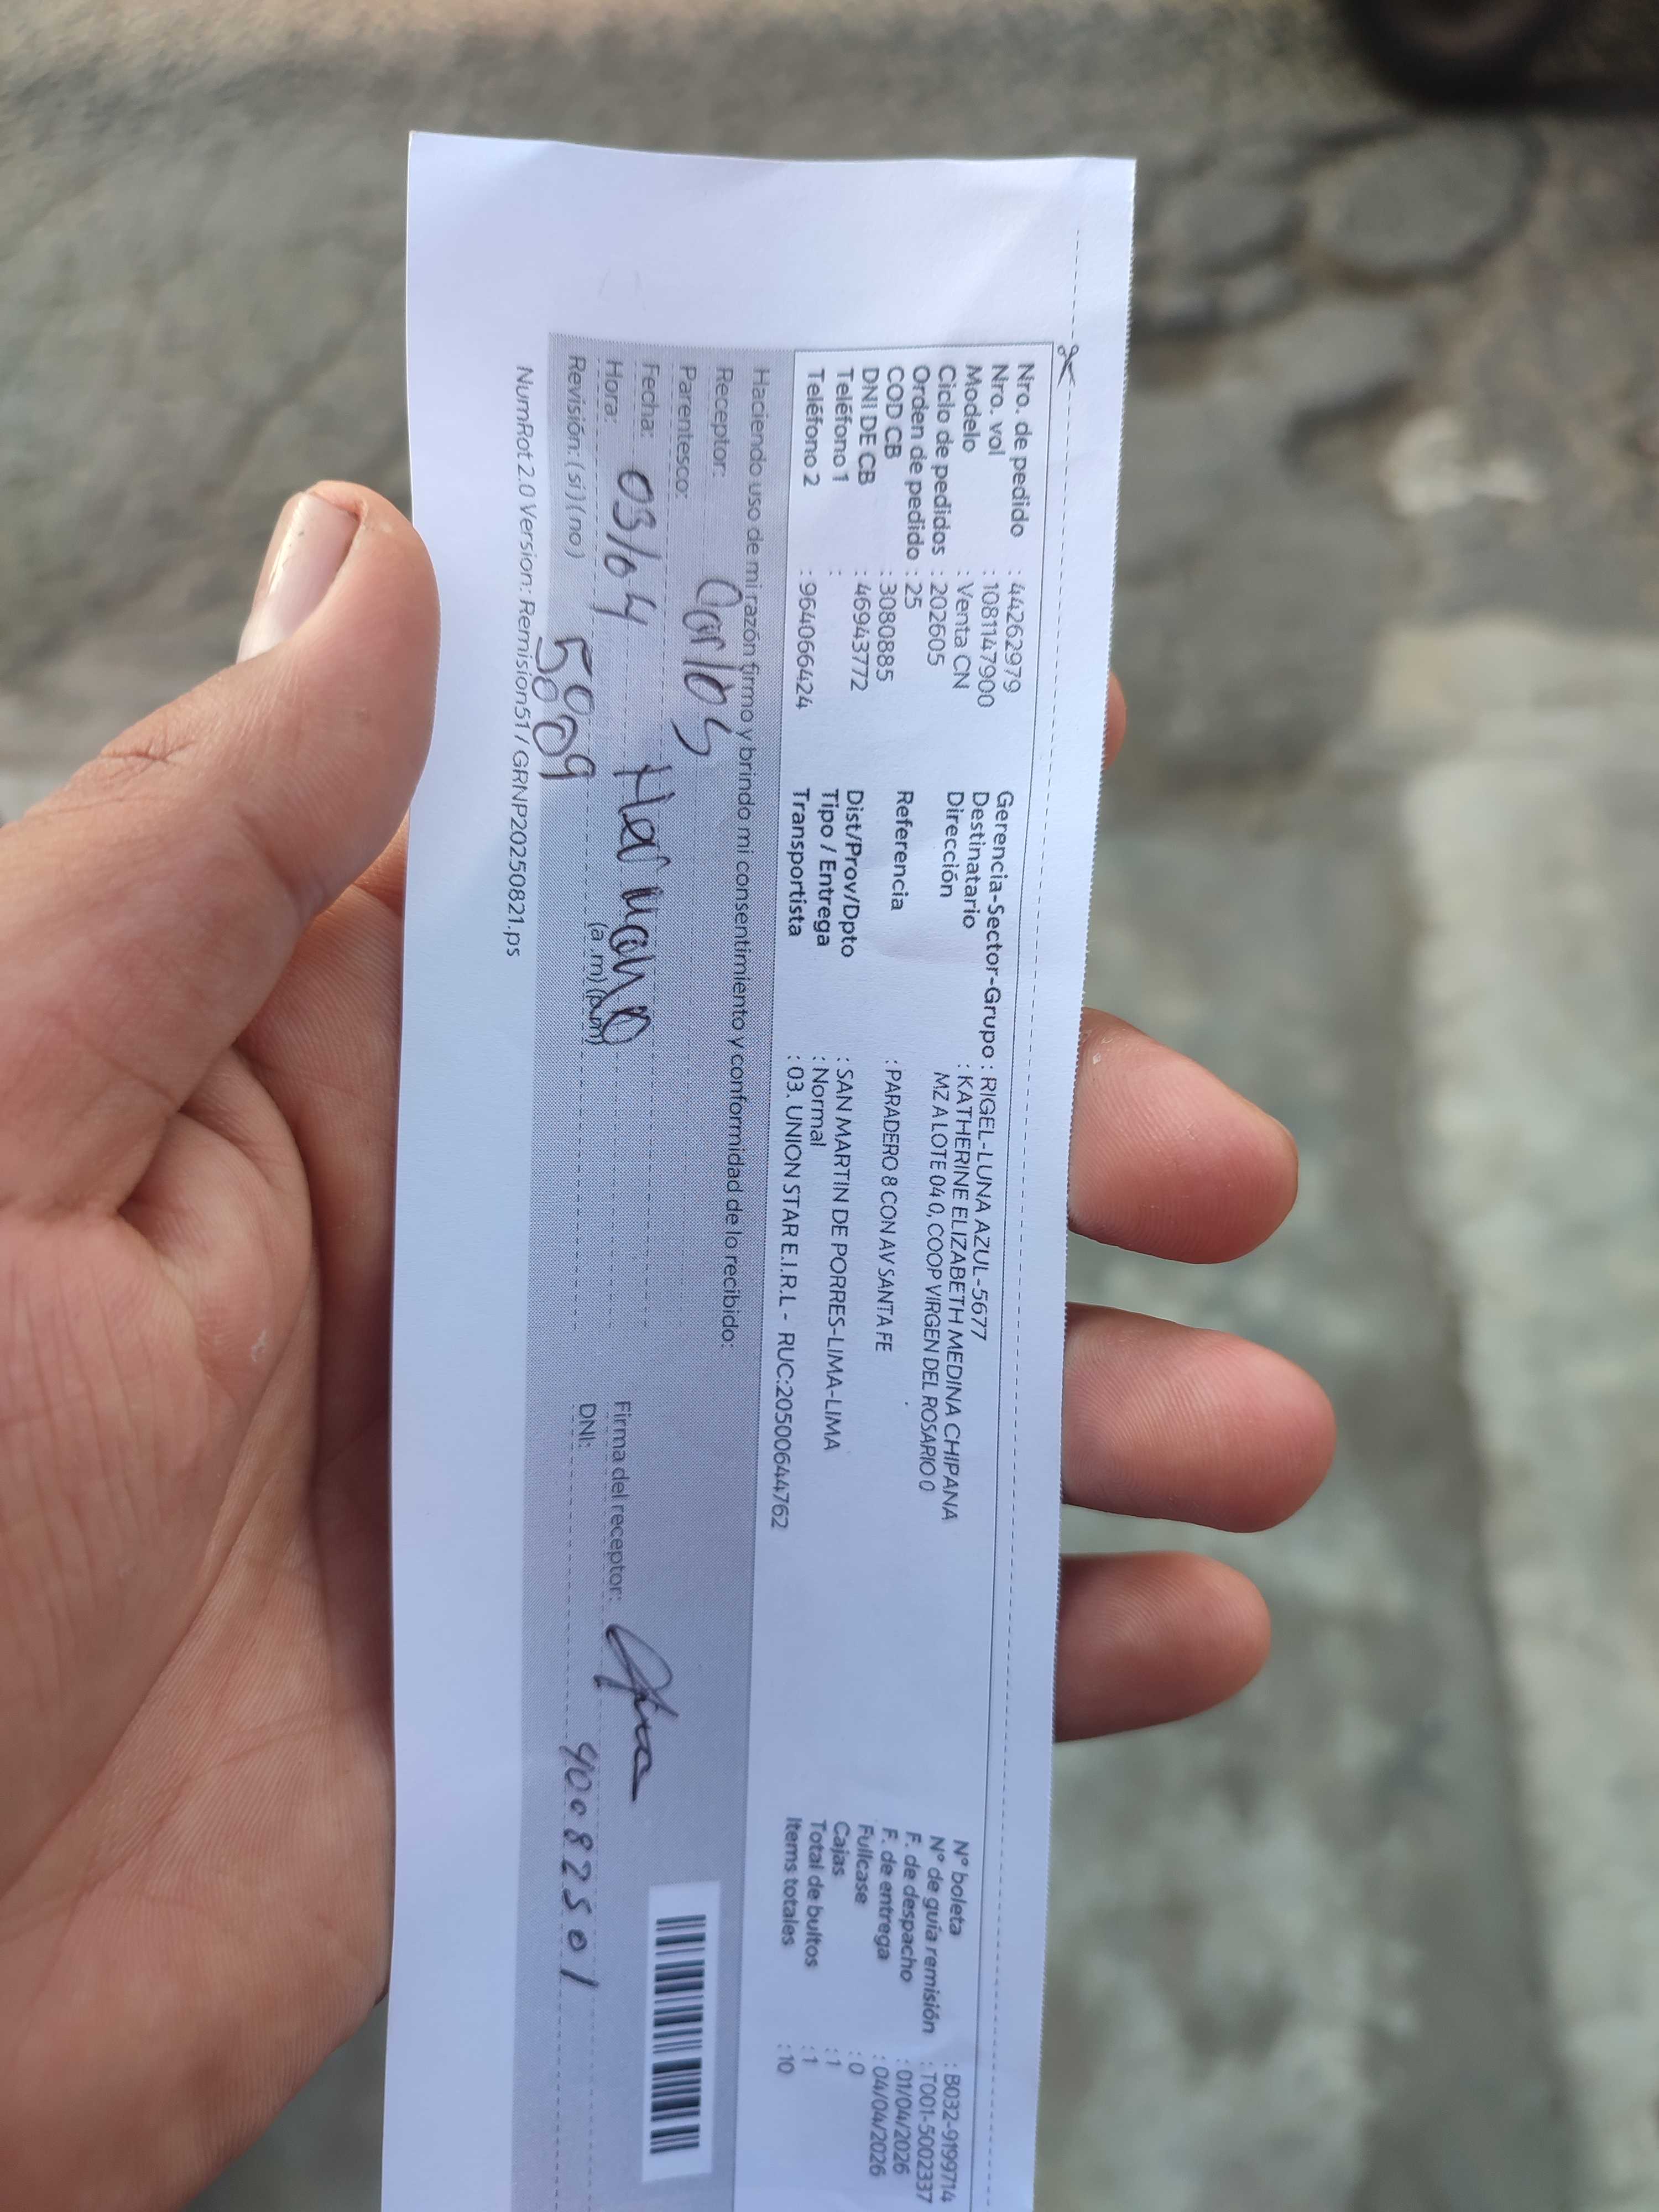 Nro. de pedido : 44262979
Nro. vol : 1081147900
Modelo : Venta CN
Ciclo de pedidos : 202605
Orden de pedido : 25
COD CB : 3080885
DNI DE CB : 46943772
Teléfono 1 :
Teléfono 2 : 964066424
Gerencia-Sector-Grupo : RIGEL-LUNA AZUL-5677
Destinatario : KATHERINE ELIZABETH MEDINA CHIPANA
Dirección MZ A LOTE 04 0, COOP VIRGEN DEL ROSARIO 0
Referencia : PARADERO 8 CON AV SANTA FE
Dist/Prov/Dpto : SAN MARTIN DE PORRES-LIMA-LIMA
Tipo / Entrega : Normal
Transportista : 03. UNION STAR E.I.R.L - RUC:20500644762
N° boleta : B032-9199714
N° de guía remisión : T001-5002337
F. de despacho : 01/04/2026
F. de entrega : 04/04/2026
Fullcase : 0
Cajas : 1
Total de bultos : 1
Items totales : 10
Haciendo uso de mi razón firmo y brindo mi consentimiento y conformidad de lo recibido:
Receptor: Carlos
Parentesco: Hermano
Fecha: 03/04
Hora: (a .m) (p.m)
Revisión: ( si ) ( no )
Firma del receptor:
DNI: 40082501
NumRot 2.0 Version: Remision51 / GRNP20250821.ps